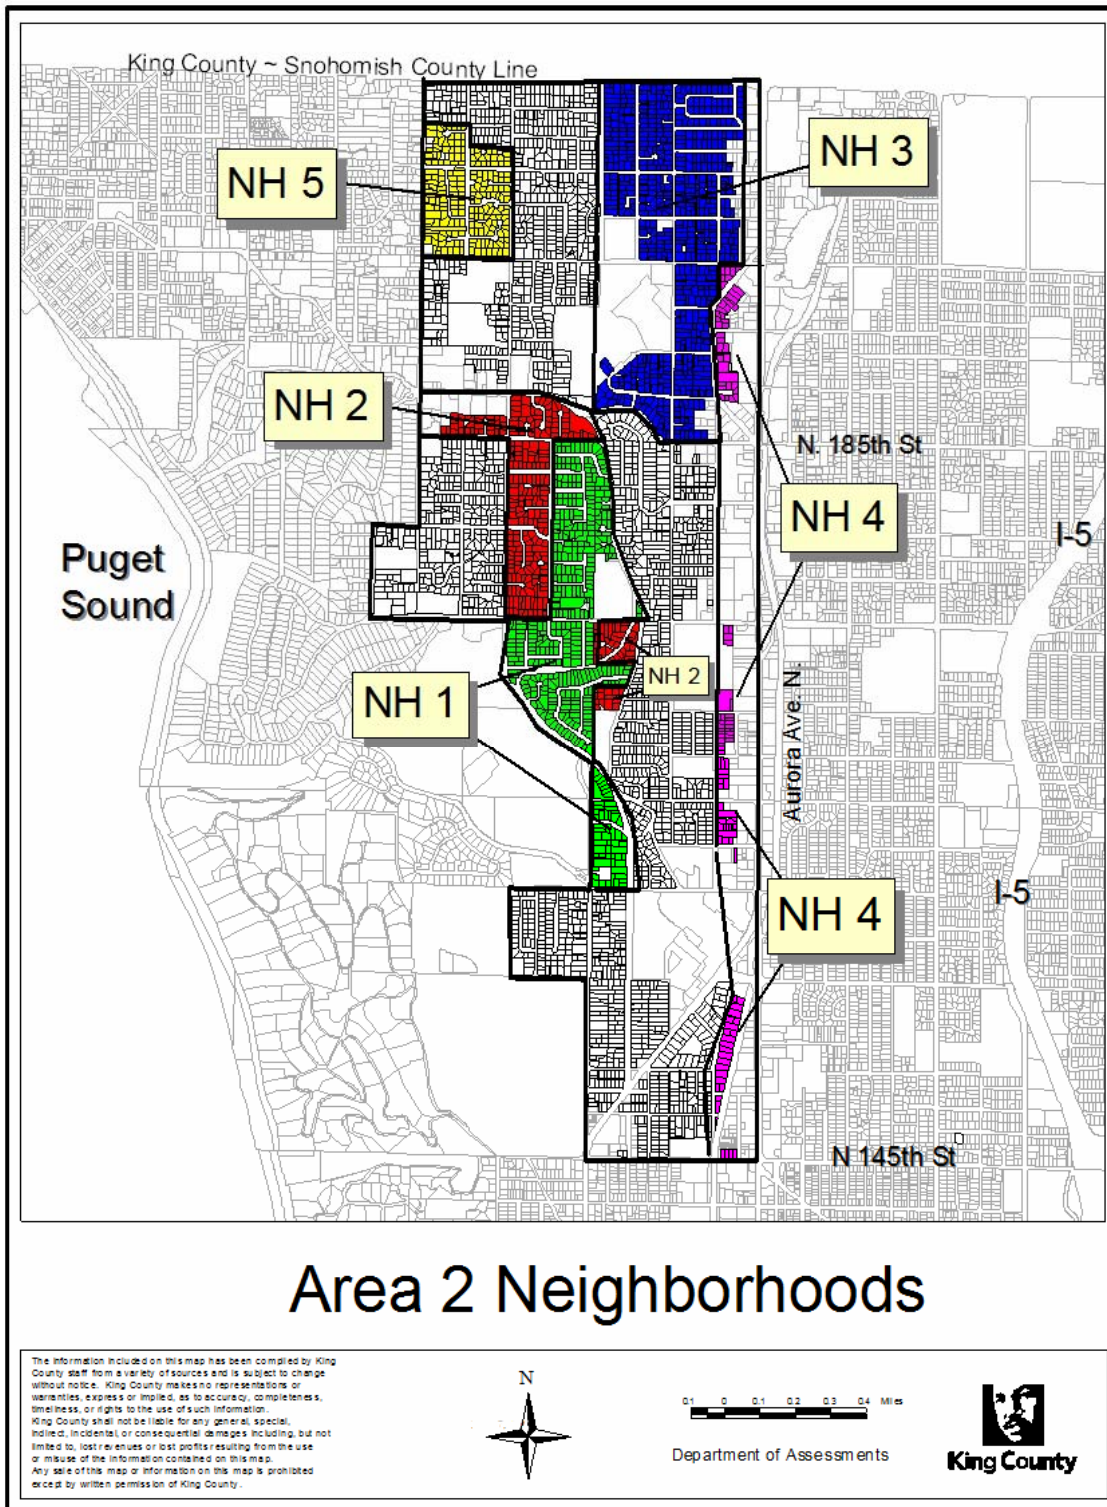 King County ~ Snohomish County Line
NH 3
NH 5
NH 2
N. 185th St
NH 4
I-5
Puget
Sound
NH 2
NH 1
Aurora Ave. N.
I-5
NH 4
N 145th St
Area 2 Neighborhoods
The information included on this map has been compiled by King
County staff from a variety of sources and is subject to change
without notice. King County makes no representations or
warranties, express or implied, as to accuracy, completeness,
timeliness, or rights to the use of such information.
King County shall not be liable for any general, special,
indirect, incidental, or consequential damages including, but not
limited to, lost revenues or lost profits resulting from the use
or misuse of the information contained on this map.
Any sale of this map or information on this map is prohibited
except by written permission of King County.
N
0.1 0 0.1 0.2 0.3 0.4 Miles
Department of Assessments
King County